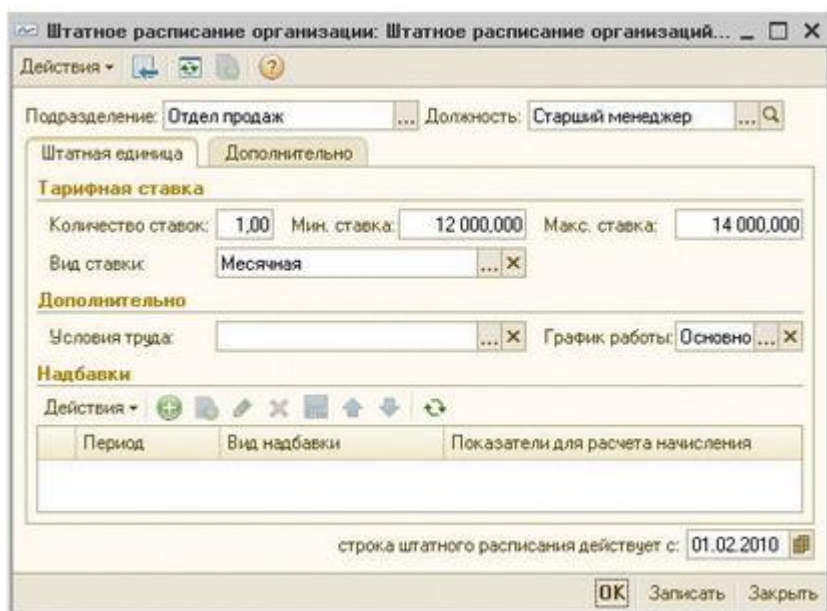 Штатное расписание организации: Штатное расписание организаций...
Действия
Подразделение: Отдел продаж ... Должность: Старший менеджер ...
Штатная единица Дополнительно
Тарифная ставка
Количество ставок: 1,00 Мин. ставка: 12 000,000 Макс. ставка: 14 000,000
Вид ставки: Месячная ...
Дополнительно
Условия труда: ... График работы: Основно ...
Надбавки
Действия
Период Вид надбавки Показатели для расчета начисления
строка штатного расписания действует с: 01.02.2010
OK Записать Закрыть